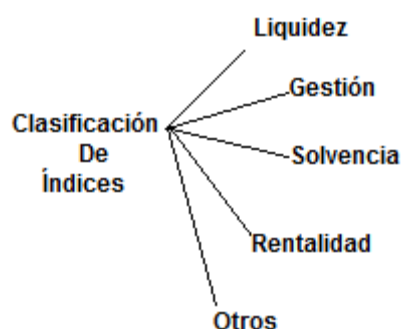 Liquidez
Gestión
Clasificación
De
Índices
Solvencia
Rentalidad
Otros